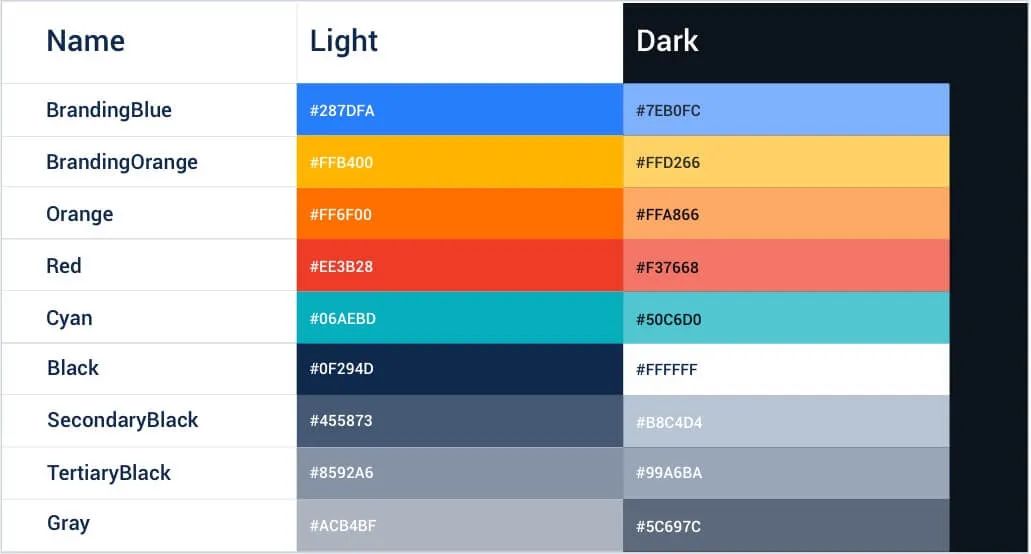 Name Light Dark
BrandingBlue #287DFA #7EB0FC
BrandingOrange #FFB400 #FFD266
Orange #FF6F00 #FFA866
Red #EE3B28 #F37668
Cyan #06AEBD #50C6D0
Black #0F294D #FFFFFF
SecondaryBlack #455873 #B8C4D4
TertiaryBlack #8592A6 #99A6BA
Gray #ACB4BF #5C697C